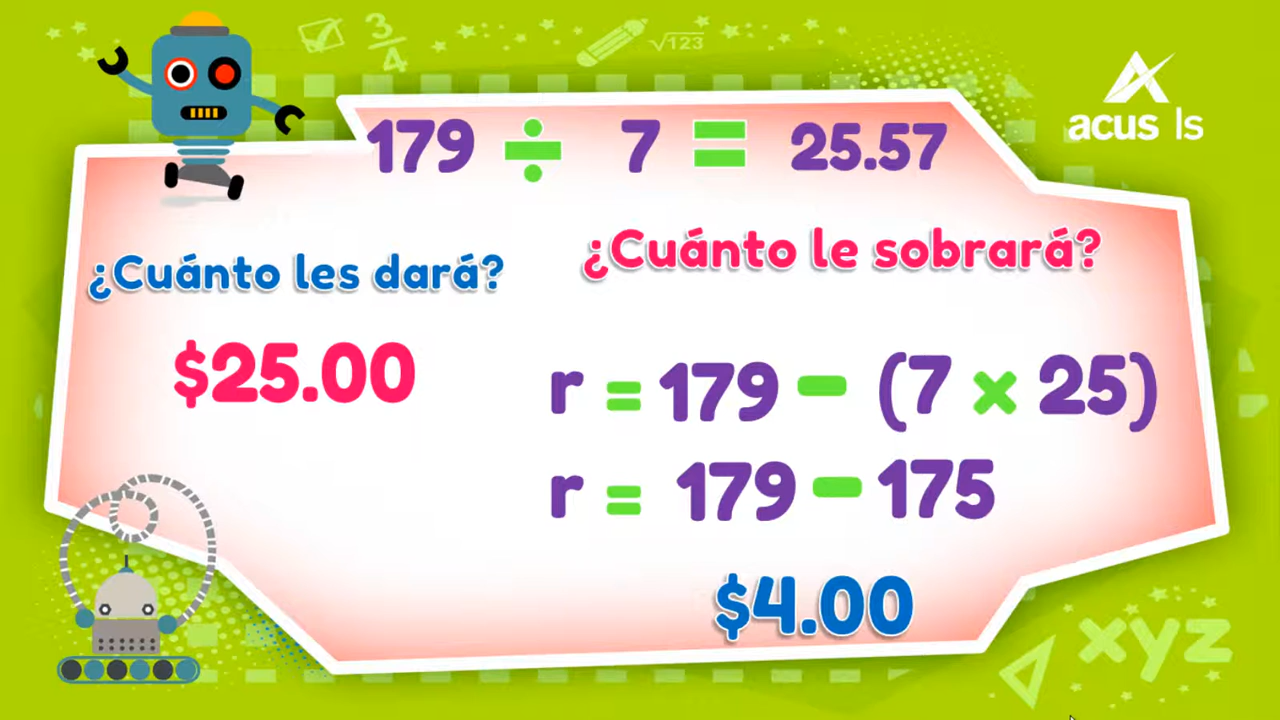 3/4
√123
acus ls
179 ÷ 7 = 25.57
¿Cuánto les dará?
$25.00
¿Cuánto le sobrará?
r = 179 - (7 × 25)
r = 179 - 175
$4.00
xyz